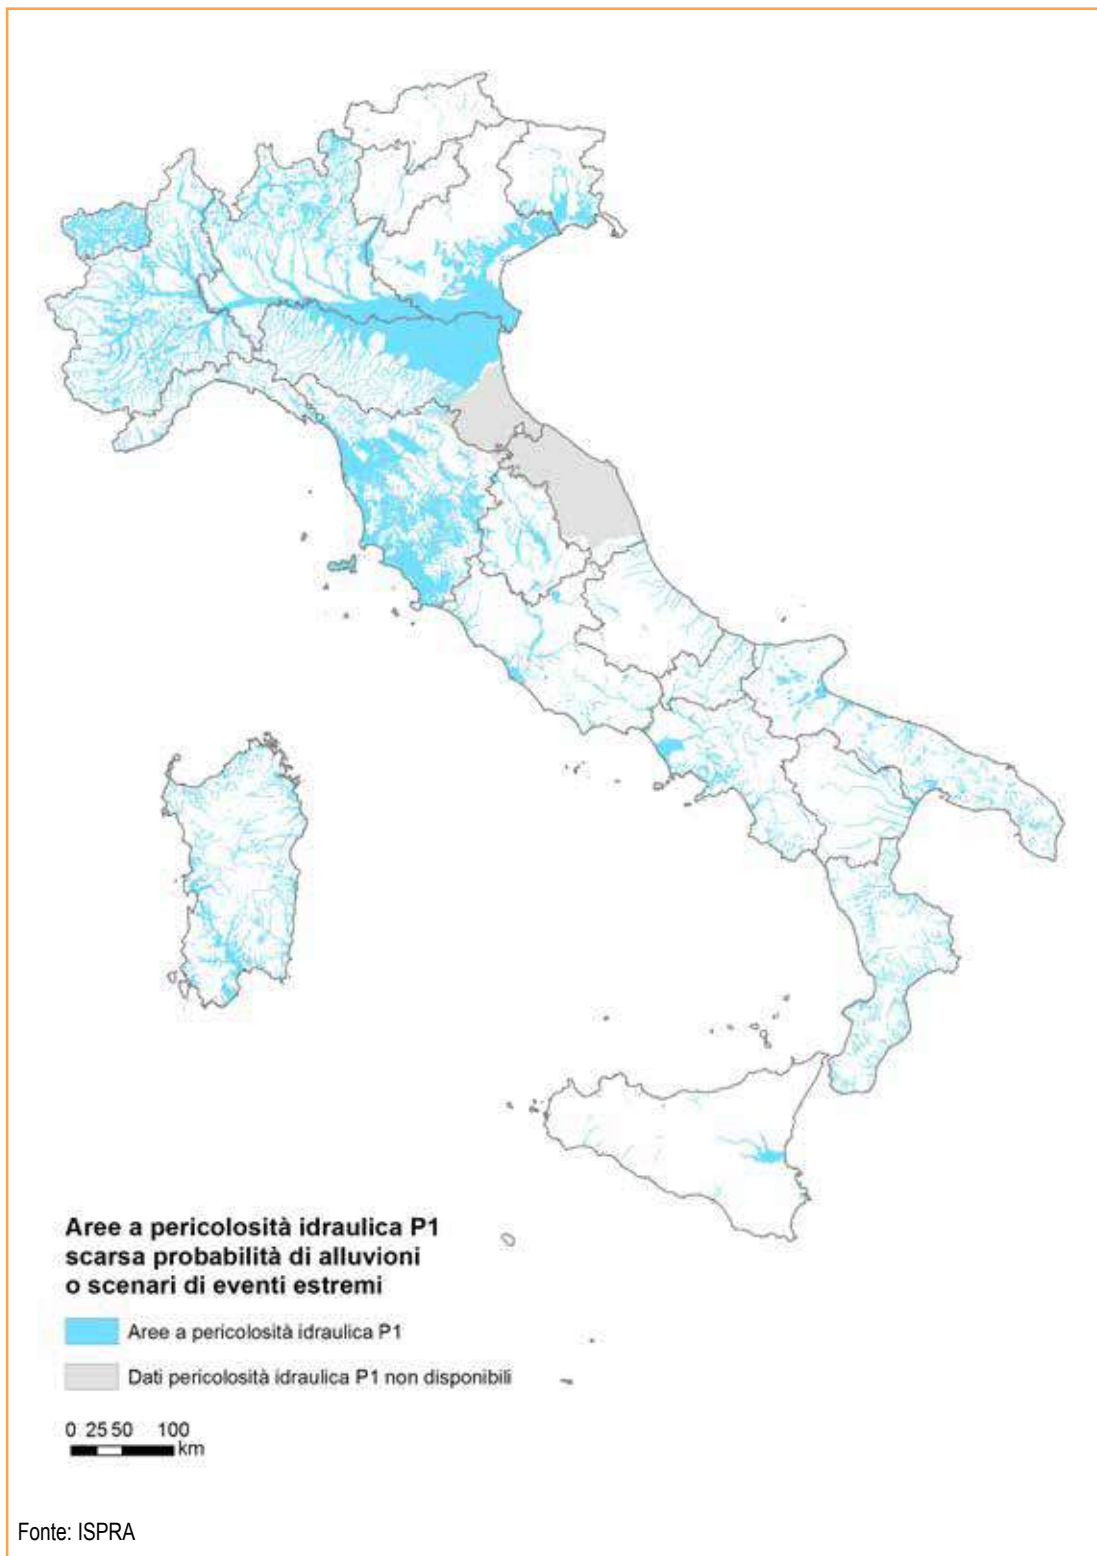 Aree a pericolosità idraulica P1
scarsa probabilità di alluvioni
o scenari di eventi estremi
Aree a pericolosità idraulica P1
Dati pericolosità idraulica P1 non disponibili
0 25 50 100
km
Fonte: ISPRA